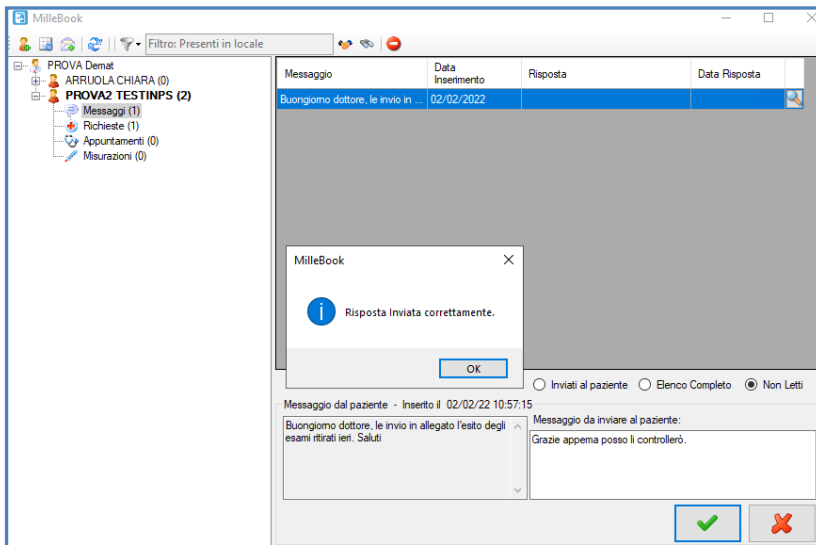 MilleBook
Filtro: Presenti in locale
PROVA Demat
ARRUOLA CHIARA (0)
PROVA2 TESTINPS (2)
Messaggi (1)
Richieste (1)
Appuntamenti (0)
Misurazioni (0)
Messaggio
Data
Inserimento
Risposta
Data Risposta
Buongiorno dottore, le invio in ...
02/02/2022
MilleBook
Risposta Inviata correttamente.
OK
Inviati al paziente
Elenco Completo
Non Letti
Messaggio dal paziente - Inserito il 02/02/22 10:57:15
Buongiorno dottore, le invio in allegato l'esito degli
esami ritirati ieri. Saluti
Messaggio da inviare al paziente:
Grazie appema posso li controllerò.